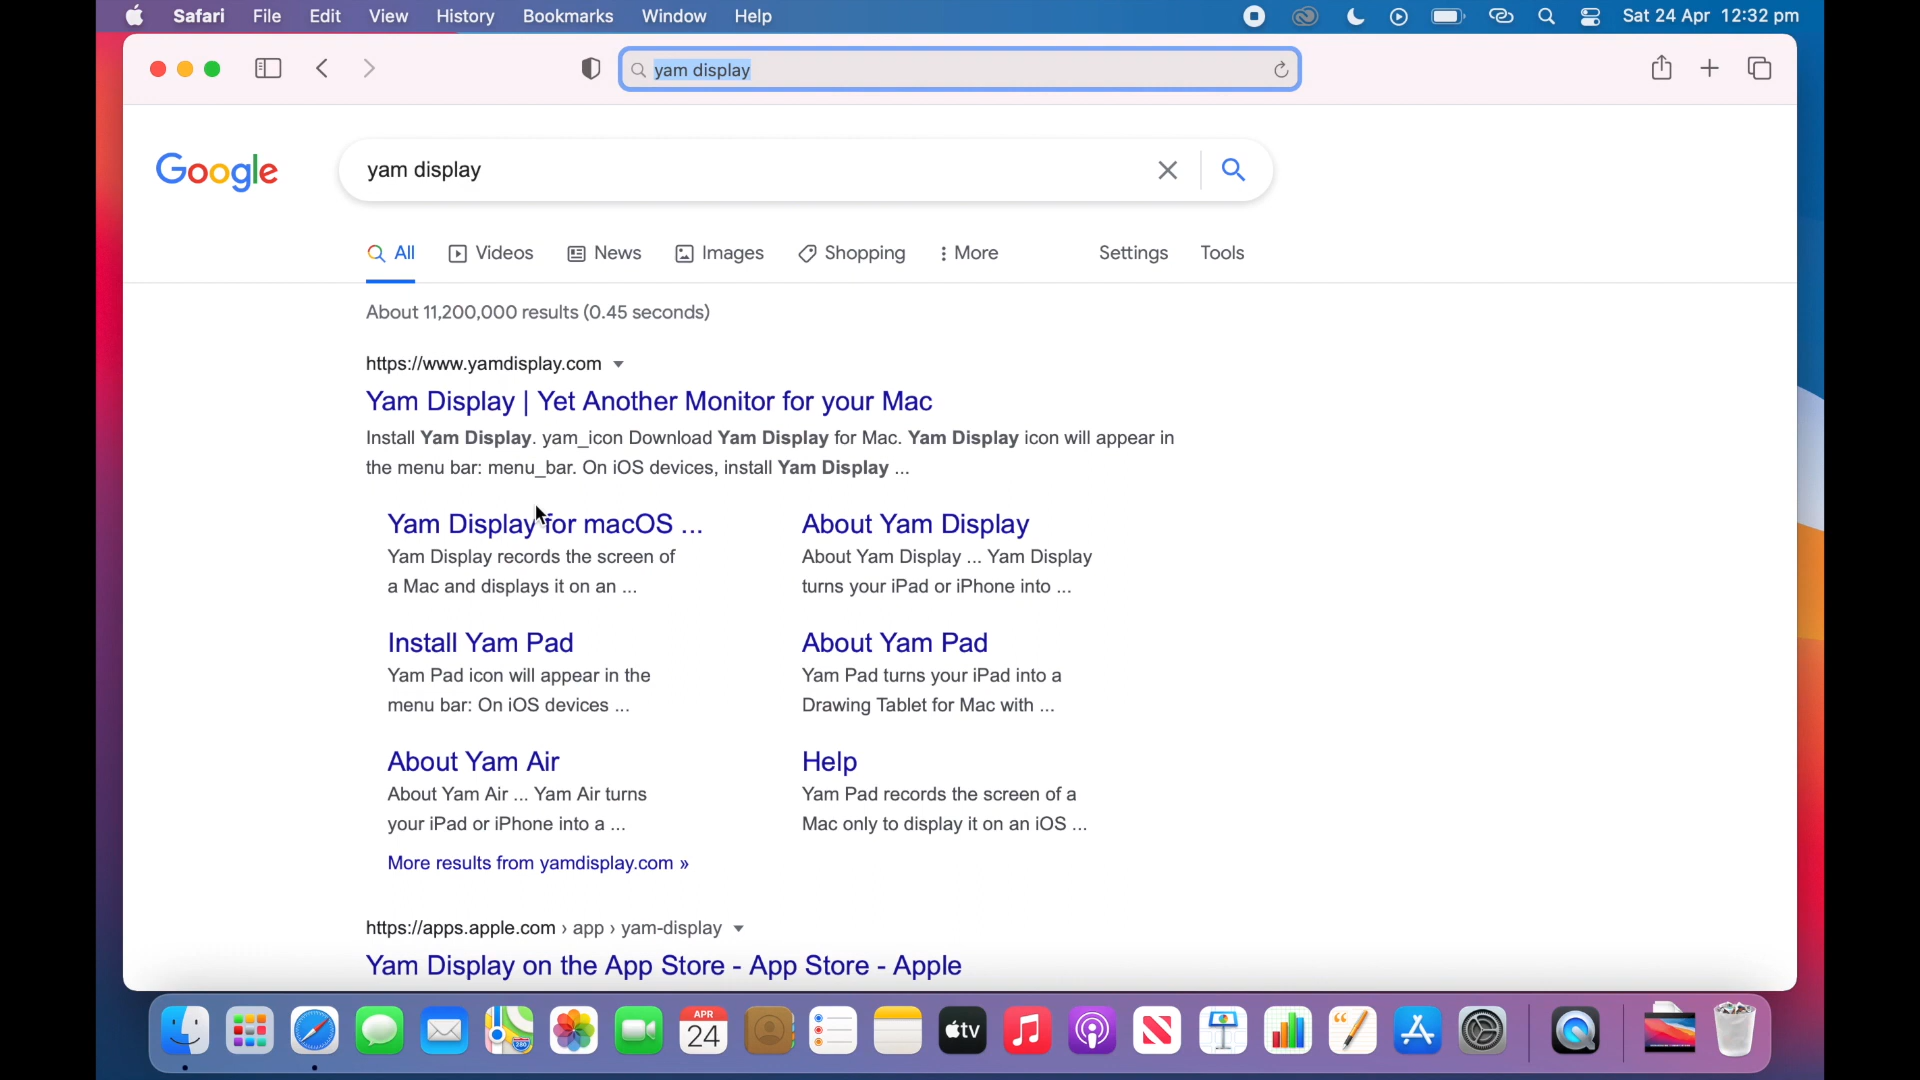 Safari File Edit View History Bookmarks Window Help Sat 24 Apr 12:32 pm
yam display
Google yam display
All Videos News Images Shopping More Settings Tools
About 11,200,000 results (0.45 seconds)
https://www.yamdisplay.com
Yam Display | Yet Another Monitor for your Mac
Install Yam Display. yam_icon Download Yam Display for Mac. Yam Display icon will appear in
the menu bar: menu_bar. On iOS devices, install Yam Display ...
Yam Display for macOS ...
Yam Display records the screen of
a Mac and displays it on an ...
About Yam Display
About Yam Display ... Yam Display
turns your iPad or iPhone into ...
Install Yam Pad
Yam Pad icon will appear in the
menu bar: On iOS devices ...
About Yam Pad
Yam Pad turns your iPad into a
Drawing Tablet for Mac with ...
About Yam Air
About Yam Air ... Yam Air turns
your iPad or iPhone into a ...
Help
Yam Pad records the screen of a
Mac only to display it on an iOS ...
More results from yamdisplay.com »
https://apps.apple.com › app › yam-display
Yam Display on the App Store - App Store - Apple
APR
24
tv